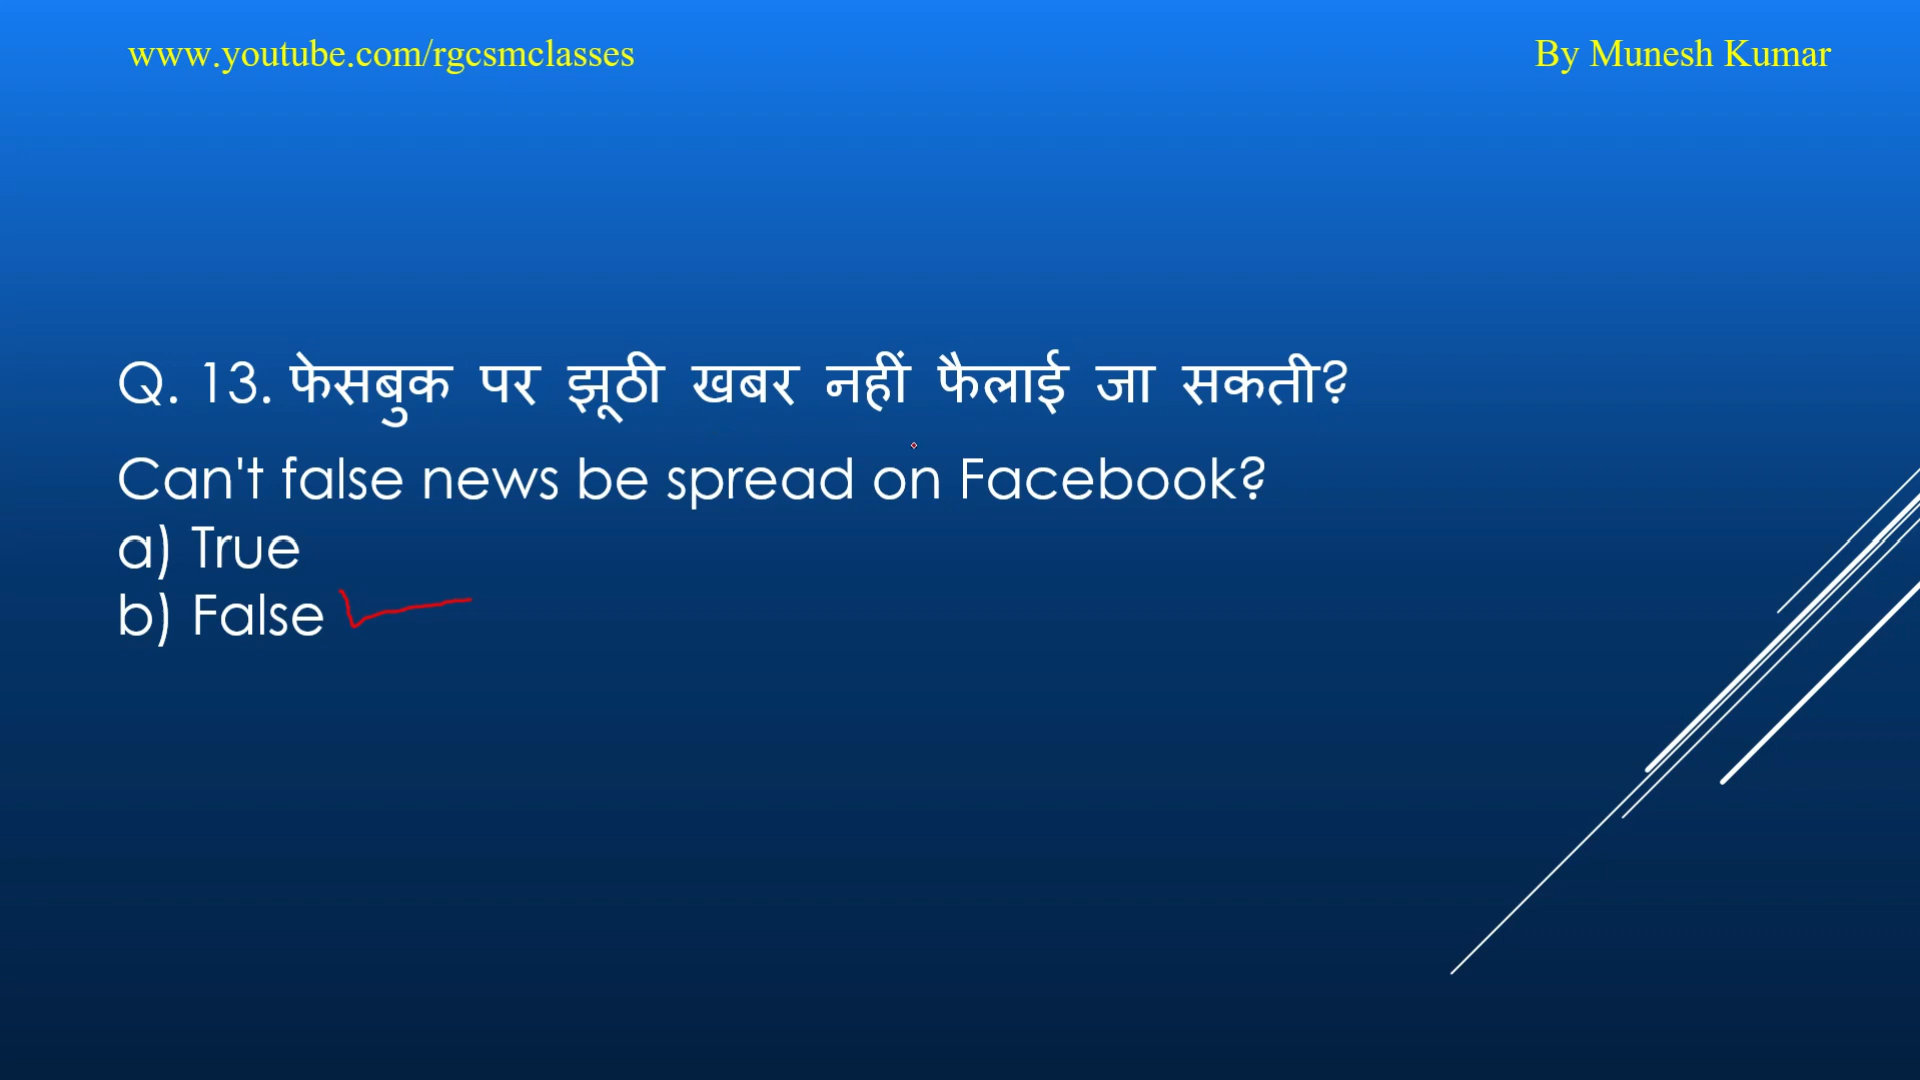 www.youtube.com/rgcsmclasses
By Munesh Kumar
Q. 13. फेसबुक पर झूठी खबर नहीं फैलाई जा सकती?
Can't false news be spread on Facebook?
a) True
b) False